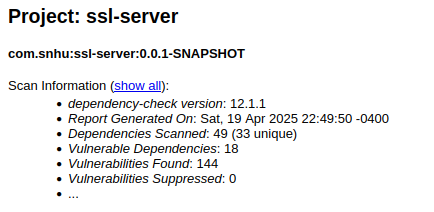 Project: ssl-server
com.snhu:ssl-server:0.0.1-SNAPSHOT
Scan Information (show all):
• dependency-check version: 12.1.1
• Report Generated On: Sat, 19 Apr 2025 22:49:50 -0400
• Dependencies Scanned: 49 (33 unique)
• Vulnerable Dependencies: 18
• Vulnerabilities Found: 144
• Vulnerabilities Suppressed: 0
• ...